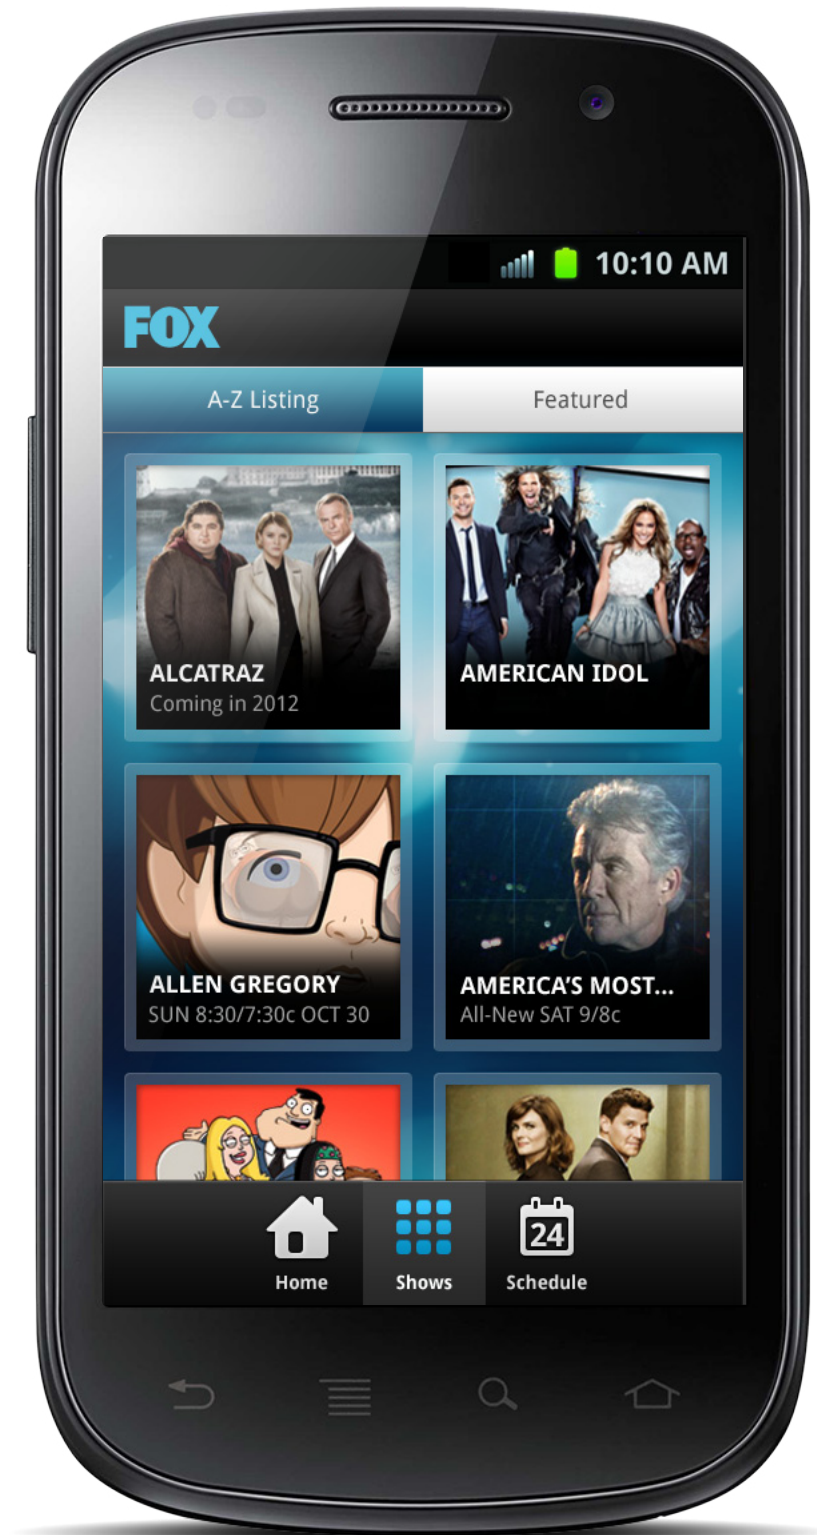 10:10 AM
FOX
A-Z Listing
Featured
ALCATRAZ
Coming in 2012
AMERICAN IDOL
ALLEN GREGORY
SUN 8:30/7:30c OCT 30
AMERICA'S MOST...
All-New SAT 9/8c
24
Home
Shows
Schedule